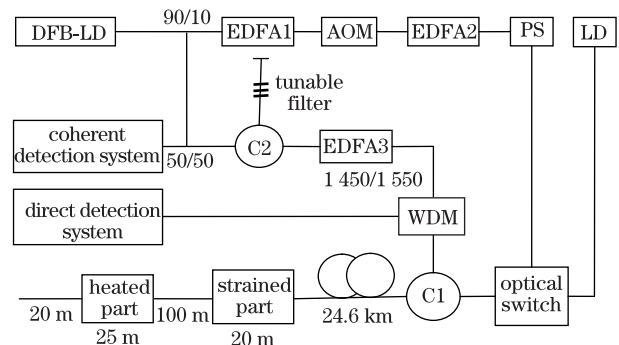 90/10
DFB-LD
EDFA1
AOM
EDFA2
PS
LD
tunable
filter
coherent
detection system
50/50
C2
EDFA3
1 450/1 550
direct detection
system
WDM
heated
part
strained
part
C1
optical
switch
20 m
25 m
100 m
20 m
24.6 km